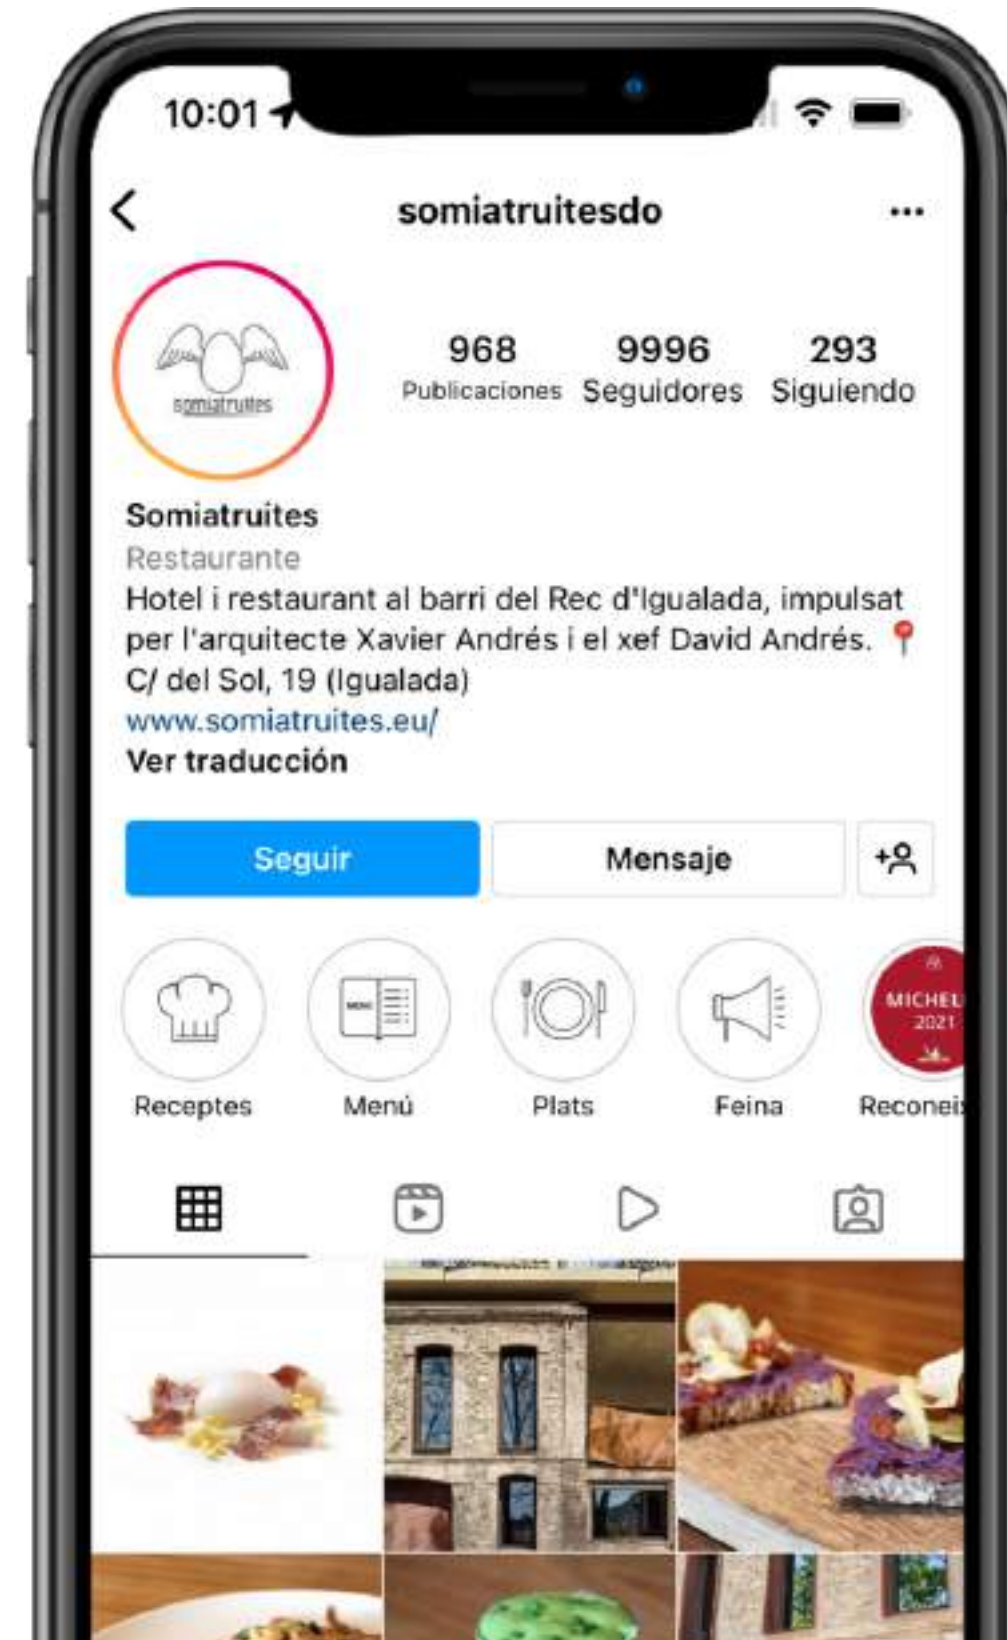 10:01
somiatruitesdo
somiatruites
968
Publicaciones
9996
Seguidores
293
Siguiendo
Somiatruites
Restaurante
Hotel i restaurant al barri del Rec d'Igualada, impulsat
per l'arquitecte Xavier Andrés i el xef David Andrés.
C/ del Sol, 19 (Igualada)
www.somiatruites.eu/
Ver traducción
Seguir
Mensaje
MENU
MICHEL
2021
Receptes
Menú
Plats
Feina
Reconeix